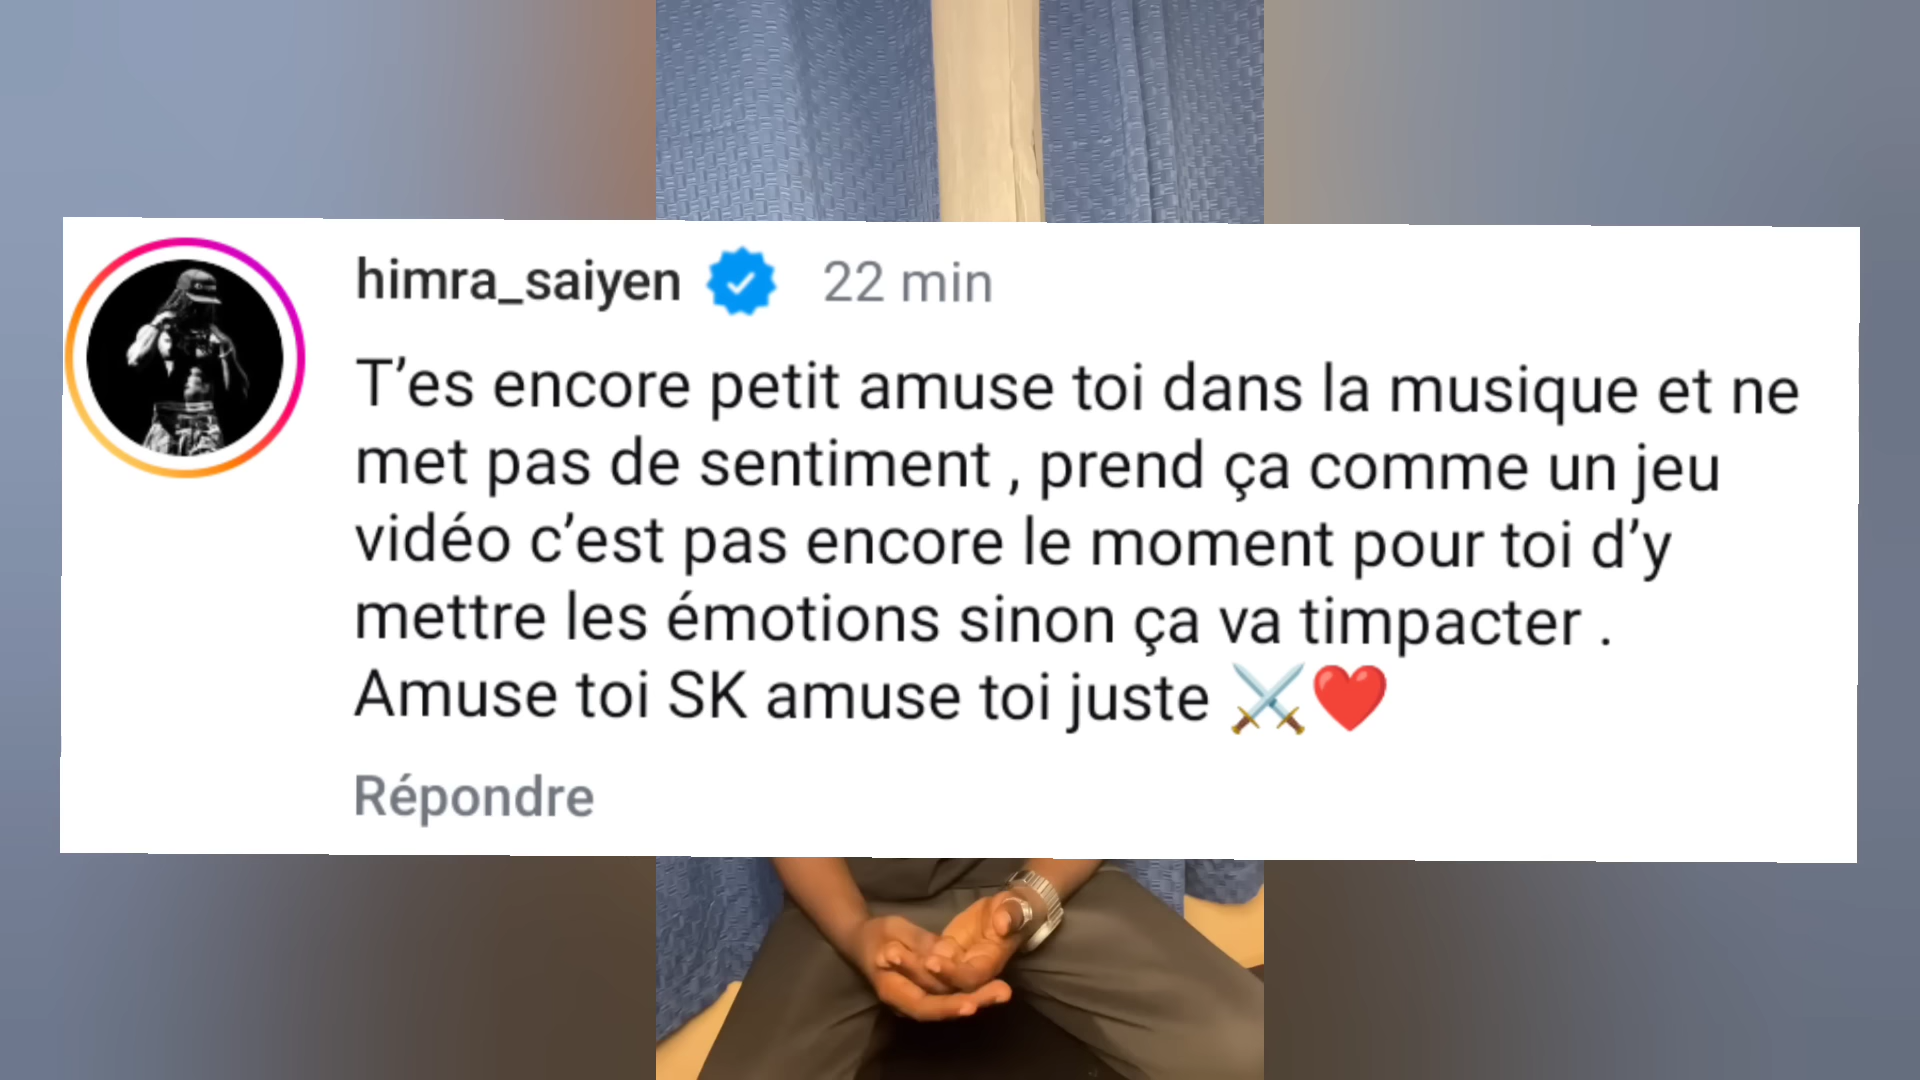 himra_saiyen 22 min
T’es encore petit amuse toi dans la musique et ne
met pas de sentiment , prend ça comme un jeu
vidéo c’est pas encore le moment pour toi d’y
mettre les émotions sinon ça va timpacter .
Amuse toi SK amuse toi juste ⚔️❤️
Répondre